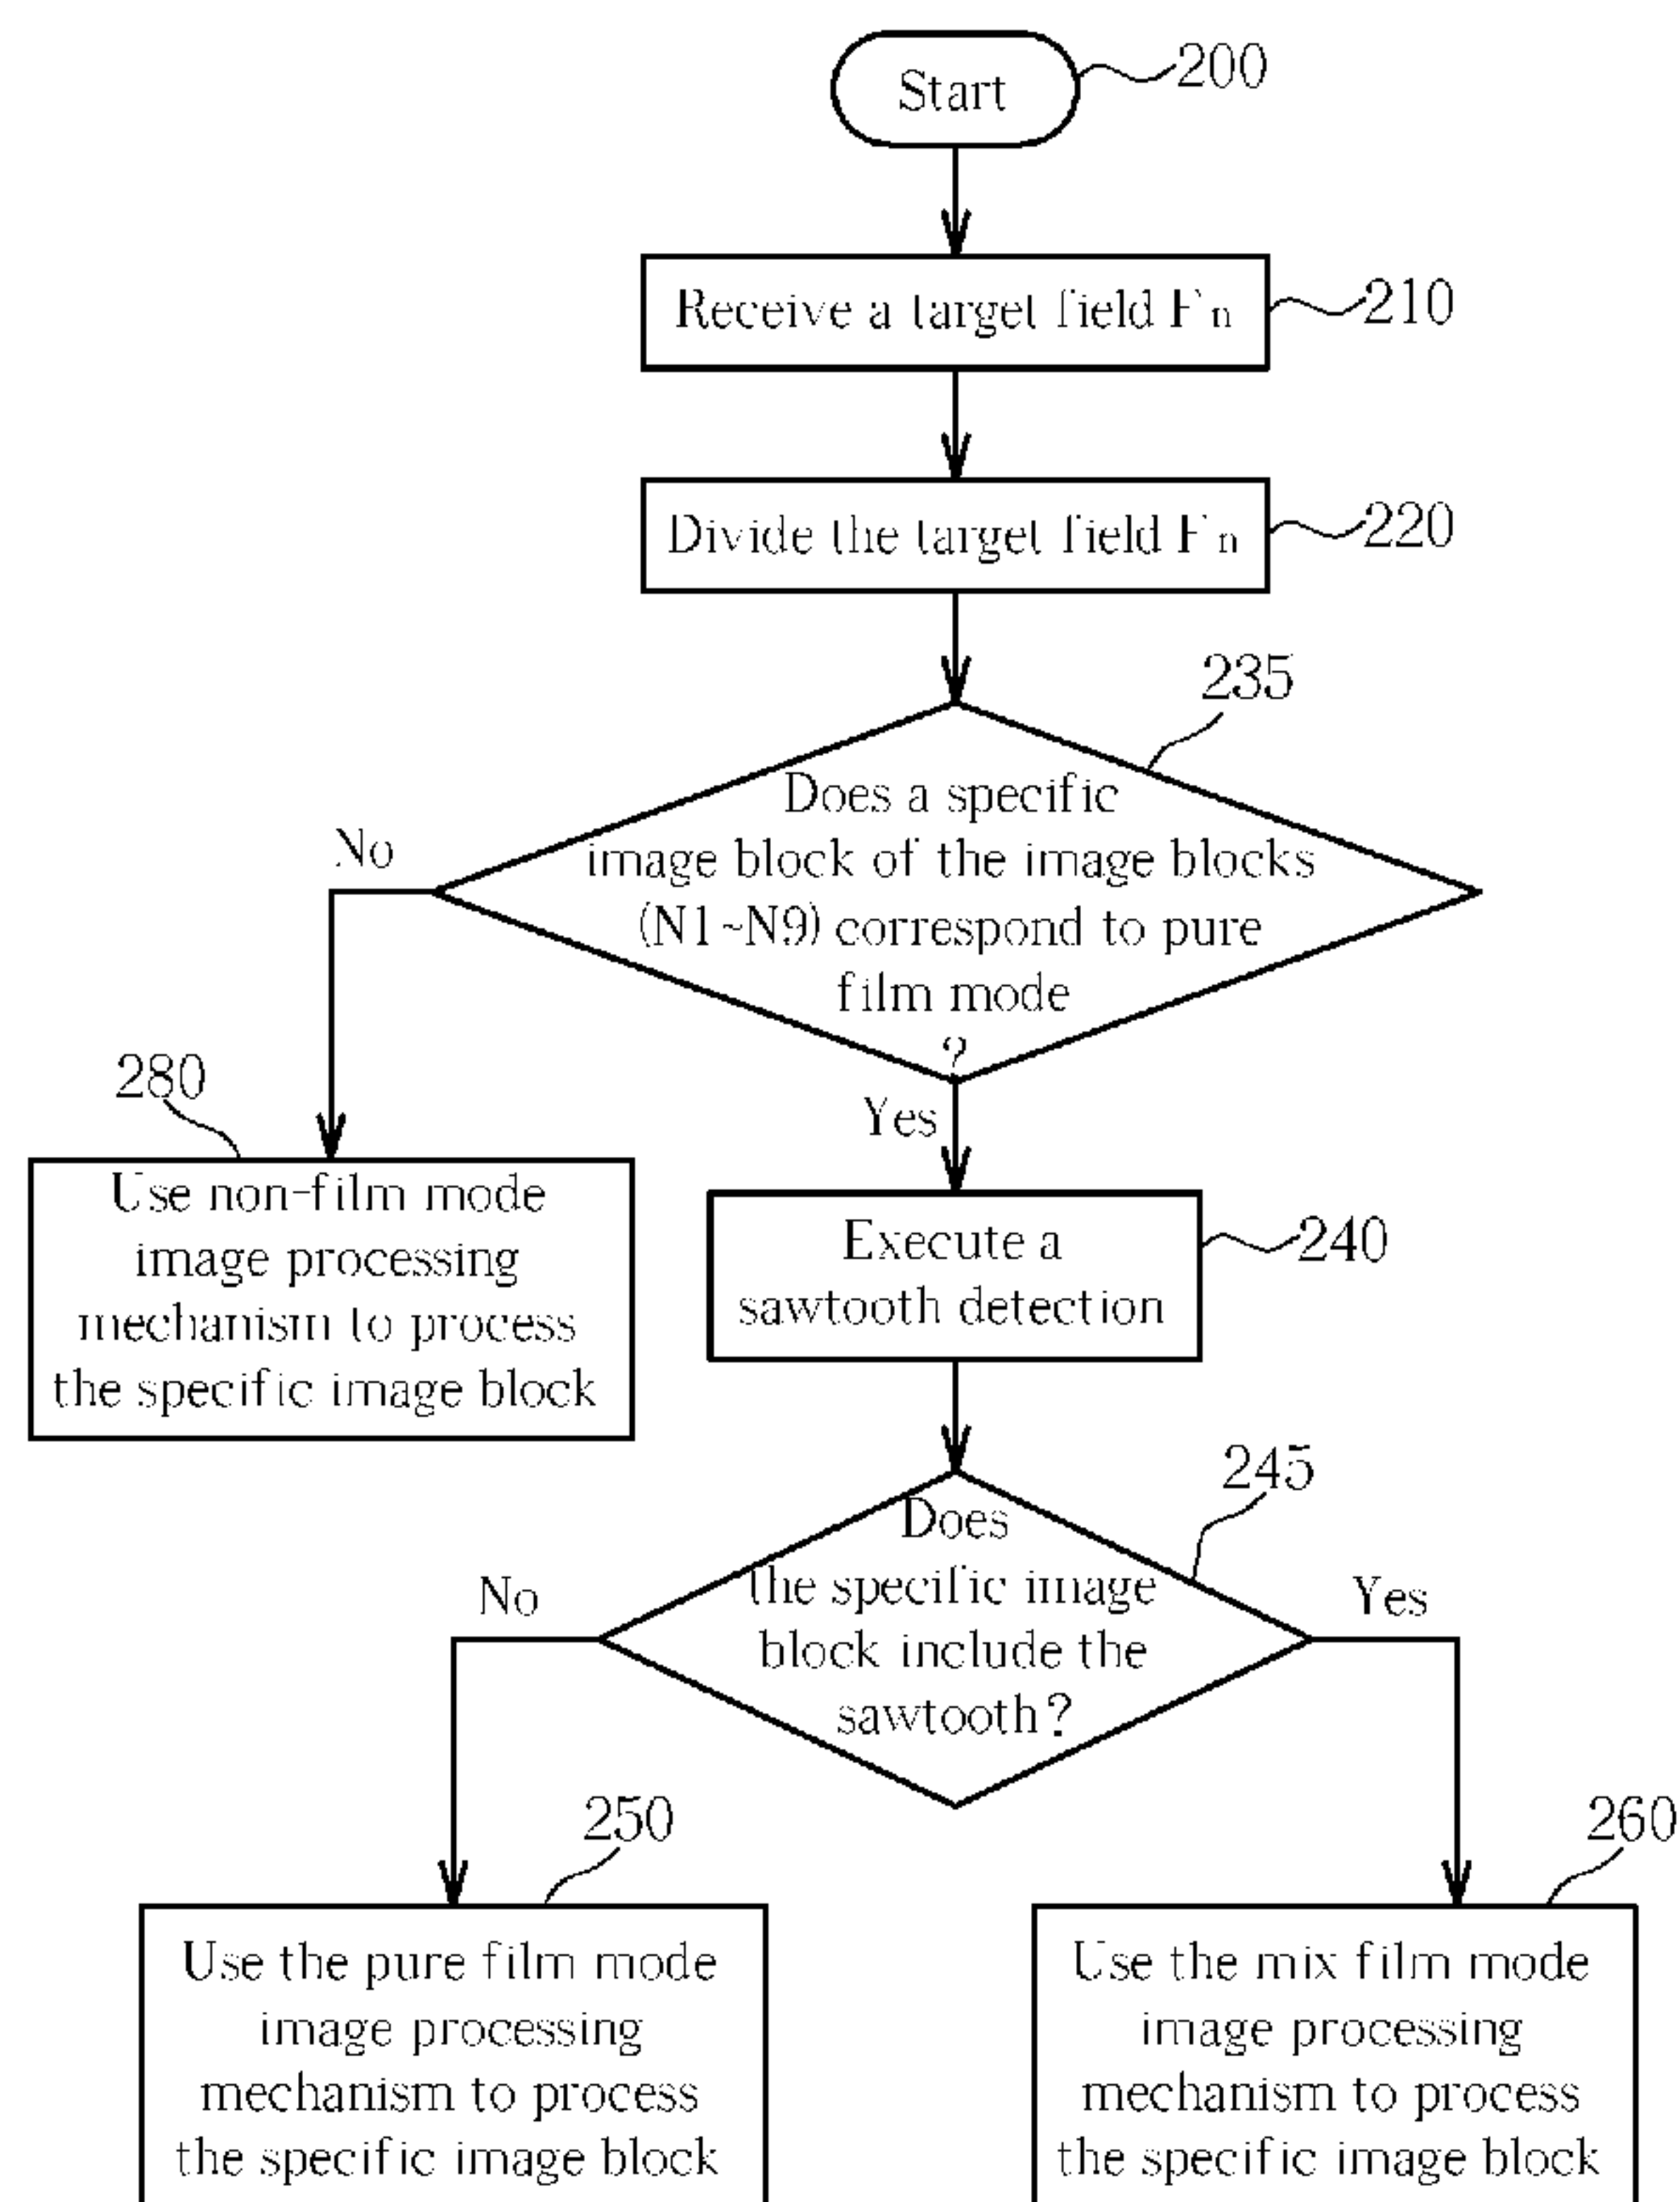 Start
200
Receive a target field Fn
210
Divide the target field Fn
220
235
Does a specific
image block of the image blocks
(N1~N9) correspond to pure
film mode
?
No
Yes
280
Use non-film mode
image processing
mechanism to process
the specific image block
Execute a
sawtooth detection
240
245
Does
the specific image
block include the
sawtooth?
No
Yes
250
Use the pure film mode
image processing
mechanism to process
the specific image block
260
Use the mix film mode
image processing
mechanism to process
the specific image block